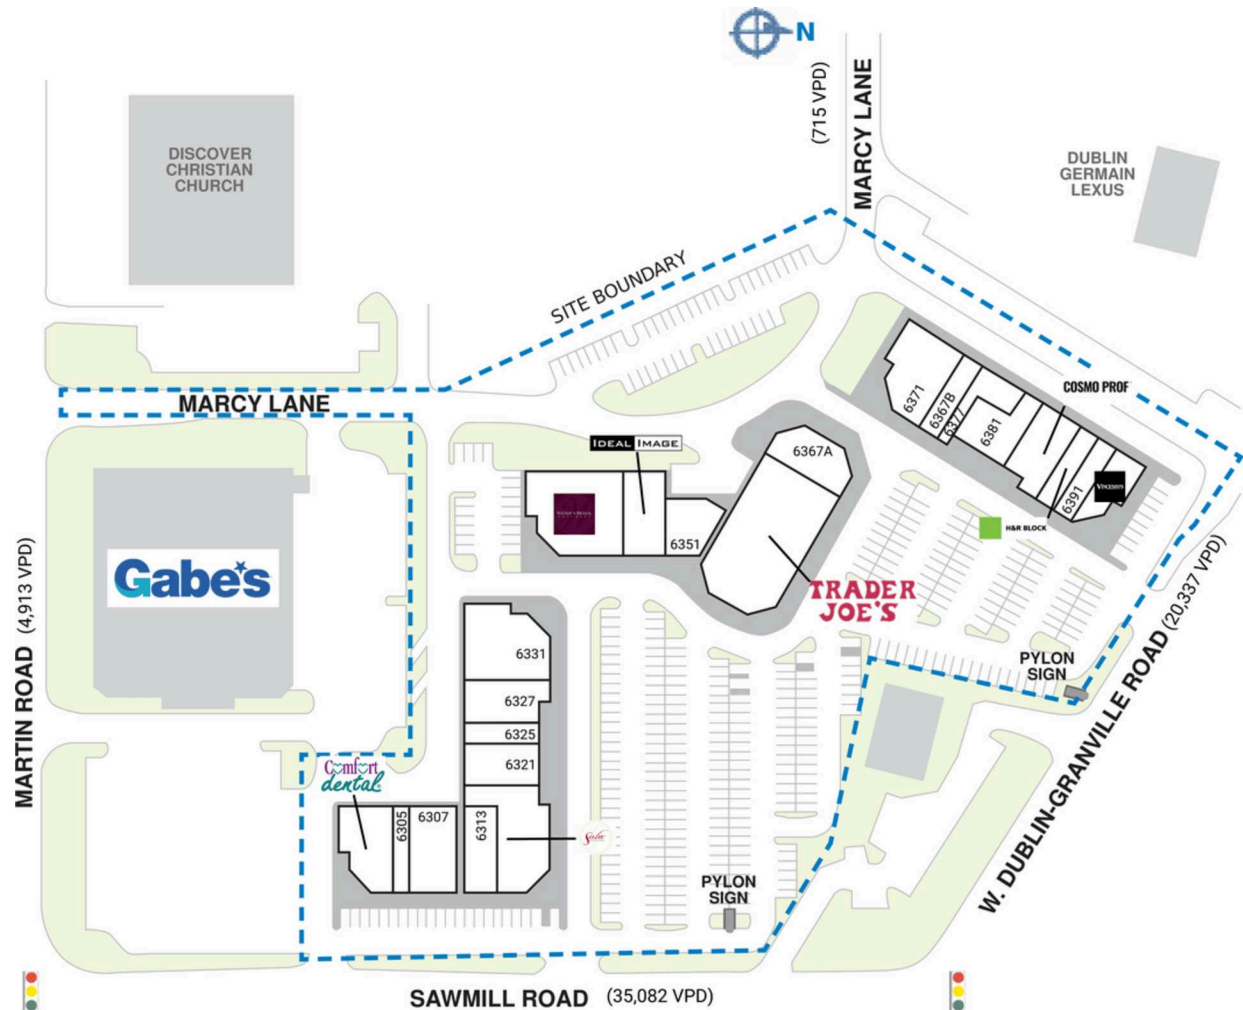 N
(715 VPD)
MARCY LANE
DISCOVER
CHRISTIAN
CHURCH
DUBLIN
GERMAIN
LEXUS
SITE BOUNDARY
COSMO PROF
MARCY LANE
6371
6367B
6377
6381
6391
H&R BLOCK
IDEAL IMAGE
6367A
6351
TRADER
JOE'S
Gabe's
MARTIN ROAD (4,913 VPD)
6331
6327
6325
6321
6313
6307
6305
Comfort
dental
PYLON
SIGN
PYLON
SIGN
W. DUBLIN-GRANVILLE ROAD (20,337 VPD)
SAWMILL ROAD (35,082 VPD)